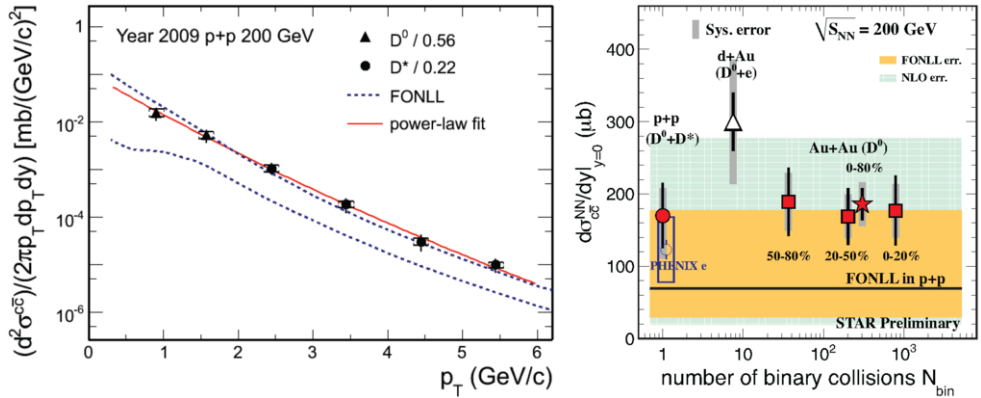 Year 2009 p+p 200 GeV
D⁰ / 0.56
D* / 0.22
FONLL
power-law fit
(d²σ^cc̄)/(2πp_T dp_T dy) [mb/(GeV/c)²]
1
10⁻²
10⁻⁴
10⁻⁶
0 1 2 3 4 5 6
p_T (GeV/c)
Sys. error
√S_NN = 200 GeV
d+Au
(D⁰+e)
FONLL err.
NLO err.
p+p
(D⁰+D*)
Au+Au (D⁰)
0-80%
50-80%
20-50%
0-20%
PHENIX e
FONLL in p+p
STAR Preliminary
dσ^NN_cc̄/dy|_y=0 (μb)
400
300
200
100
0
1 10 10² 10³
number of binary collisions N_bin